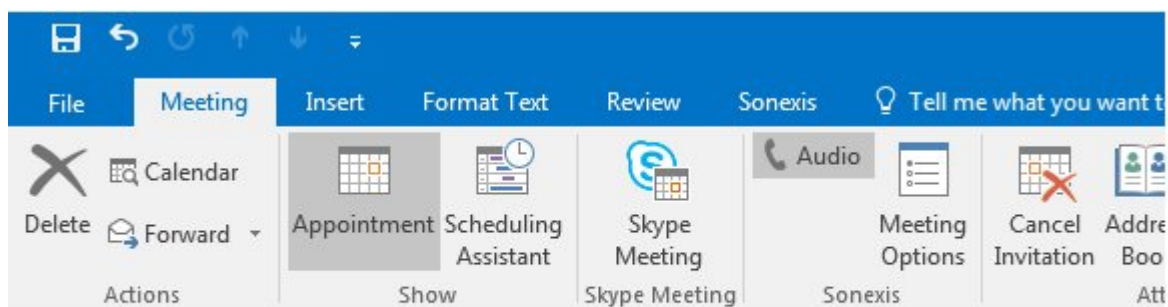 File Meeting Insert Format Text Review Sonexis Tell me what you want t
Delete
Calendar
Forward
Appointment
Scheduling
Assistant
Skype
Meeting
Audio
Meeting
Options
Cancel
Invitation
Addre
Boo
Actions Show Skype Meeting Sonexis Att